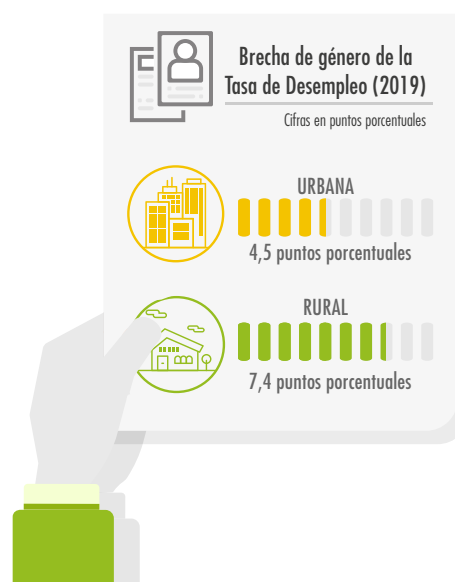 Brecha de género de la
Tasa de Desempleo (2019)
Cifras en puntos porcentuales
URBANA
4,5 puntos porcentuales
RURAL
7,4 puntos porcentuales